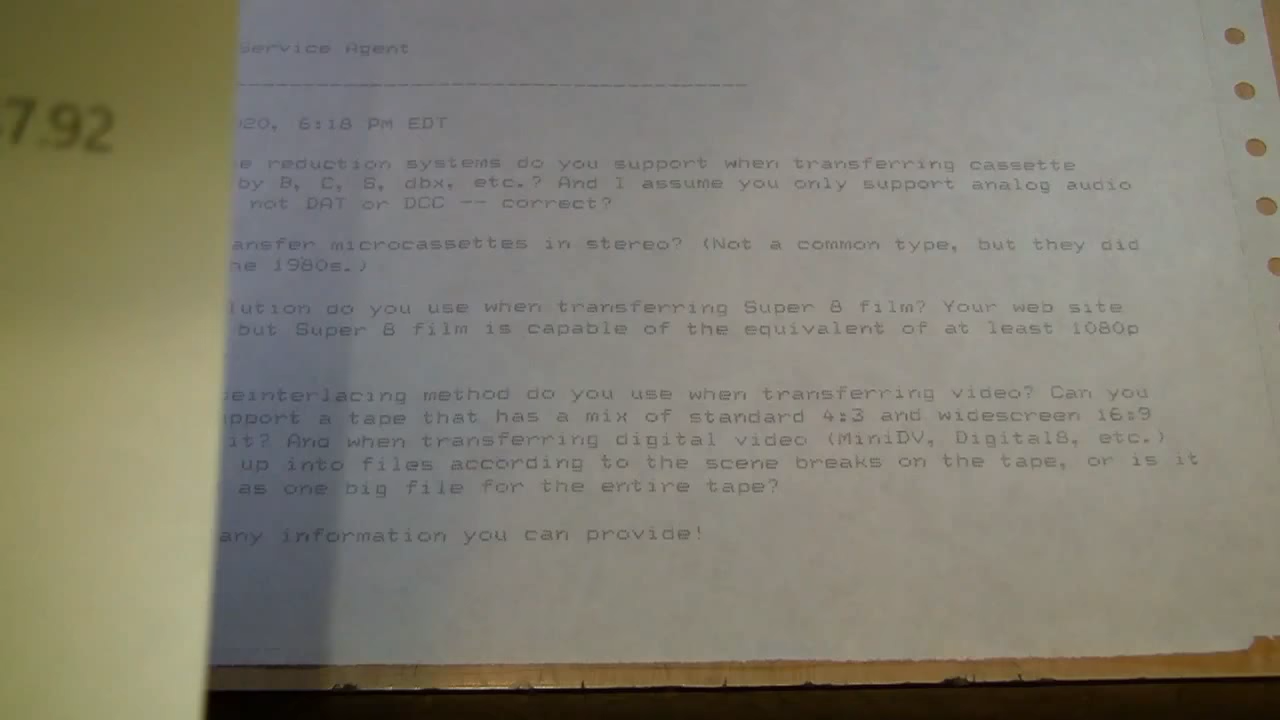 7.92
Service Agent
------------------------------------------------
020, 6:18 PM EDT
e reduction systems do you support when transferring cassette
by B, C, S, dbx, etc.? And I assume you only support analog audio
not DAT or DCC -- correct?
ansfer microcassettes in stereo? (Not a common type, but they did
he 1980s.)
lution do you use when transferring Super 8 film? Your web site
but Super 8 film is capable of the equivalent of at least 1080p
einterlacing method do you use when transferring video? Can you
pport a tape that has a mix of standard 4:3 and widescreen 16:9
it? And when transferring digital video (MiniDV, Digital8, etc.)
up into files according to the scene breaks on the tape, or is it
as one big file for the entire tape?
any information you can provide!